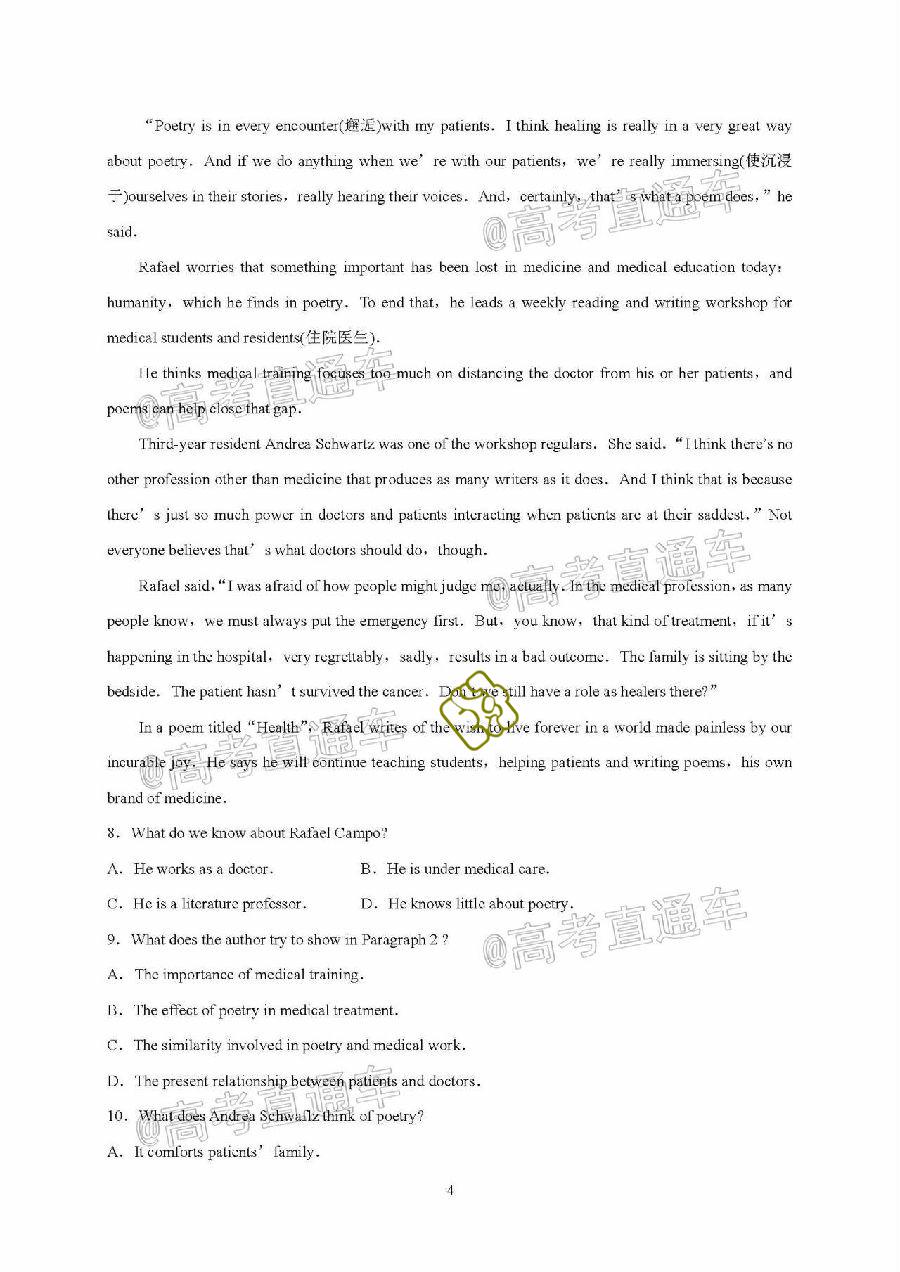 “Poetry is in every encounter(邂逅)with my patients．I think healing is really in a very great way
about poetry．And if we do anything when we’re with our patients，we’re really immersing(使沉浸
于)ourselves in their stories，really hearing their voices．And，certainly，that’s what a poem does，”he
said．
@高考直通车
Rafael worries that something important has been lost in medicine and medical education today：
humanity，which he finds in poetry．To end that，he leads a weekly reading and writing workshop for
medical students and residents(住院医生)．
He thinks medical training focuses too much on distancing the doctor from his or her patients，and
poems can help close that gap．
@高考直通车
Third-year resident Andrea Schwartz was one of the workshop regulars．She said．“I think there's no
other profession other than medicine that produces as many writers as it does．And I think that is because
there’s just so much power in doctors and patients interacting when patients are at their saddest．”Not
everyone believes that’s what doctors should do，though．
@高考直通车
Rafael said，“I was afraid of how people might judge me，actually．In the medical profession，as many
people know，we must always put the emergency first．But，you know，that kind of treatment，if it’s
happening in the hospital，very regrettably，sadly，results in a bad outcome．The family is sitting by the
bedside．The patient hasn’t survived the cancer．Don’t we still have a role as healers there?”
In a poem titled “Health”，Rafael writes of the wish to live forever in a world made painless by our
incurable joy．He says he will continue teaching students，helping patients and writing poems，his own
brand of medicine．
@高考直通车
8．What do we know about Rafael Campo?
A．He works as a doctor．	B．He is under medical care．
C．He is a literature professor．	D．He knows little about poetry．
9．What does the author try to show in Paragraph 2 ?
@高考直通车
A．The importance of medical training．
B．The effect of poetry in medical treatment．
C．The similarity involved in poetry and medical work．
D．The present relationship between patients and doctors．
10．What does Andrea Schwaflz think of poetry?
@高考直通车
A．It comforts patients’family．
4